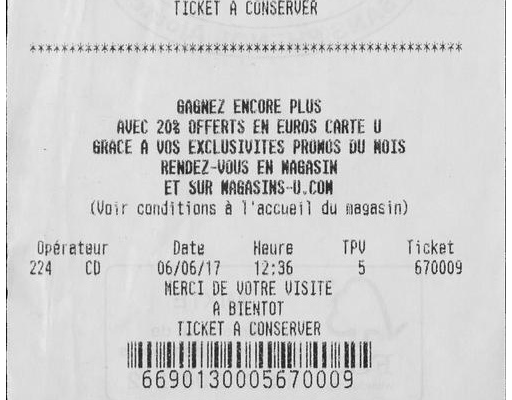 TICKET A CONSERVER
************************************************************
GAGNEZ ENCORE PLUS
AVEC 20% OFFERTS EN EUROS CARTE U
GRACE A VOS EXCLUSIVITES PROMOS DU MOIS
RENDEZ-VOUS EN MAGASIN
ET SUR MAGASINS-U.COM
(Voir conditions à l'accueil du magasin)
Opérateur Date Heure TPV Ticket
224 CD 06/06/17 12:36 5 670009
MERCI DE VOTRE VISITE
A BIENTOT
TICKET A CONSERVER
6690130005670009